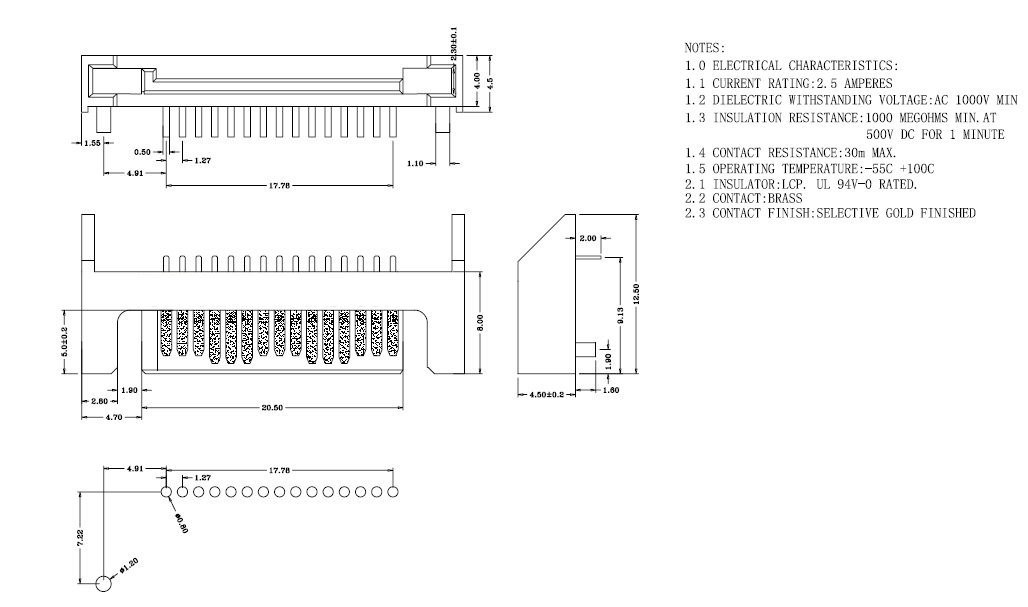 2.30±0.1
4.00
4.5
1.55
0.50
1.27
4.91
1.10
17.78
2.00
12.50
9.13
8.00
5.0±0.2
1.90
1.90
2.80
4.50±0.2
1.60
20.50
4.70
4.91
17.78
1.27
ø0.80
7.22
ø1.20
NOTES:
1.0 ELECTRICAL CHARACTERISTICS:
1.1 CURRENT RATING:2.5 AMPERES
1.2 DIELECTRIC WITHSTANDING VOLTAGE:AC 1000V MIN
1.3 INSULATION RESISTANCE:1000 MEGOHMS MIN.AT
500V DC FOR 1 MINUTE
1.4 CONTACT RESISTANCE:30m MAX.
1.5 OPERATING TEMPERATURE:-55C +100C
2.1 INSULATOR:LCP. UL 94V-0 RATED.
2.2 CONTACT:BRASS
2.3 CONTACT FINISH:SELECTIVE GOLD FINISHED